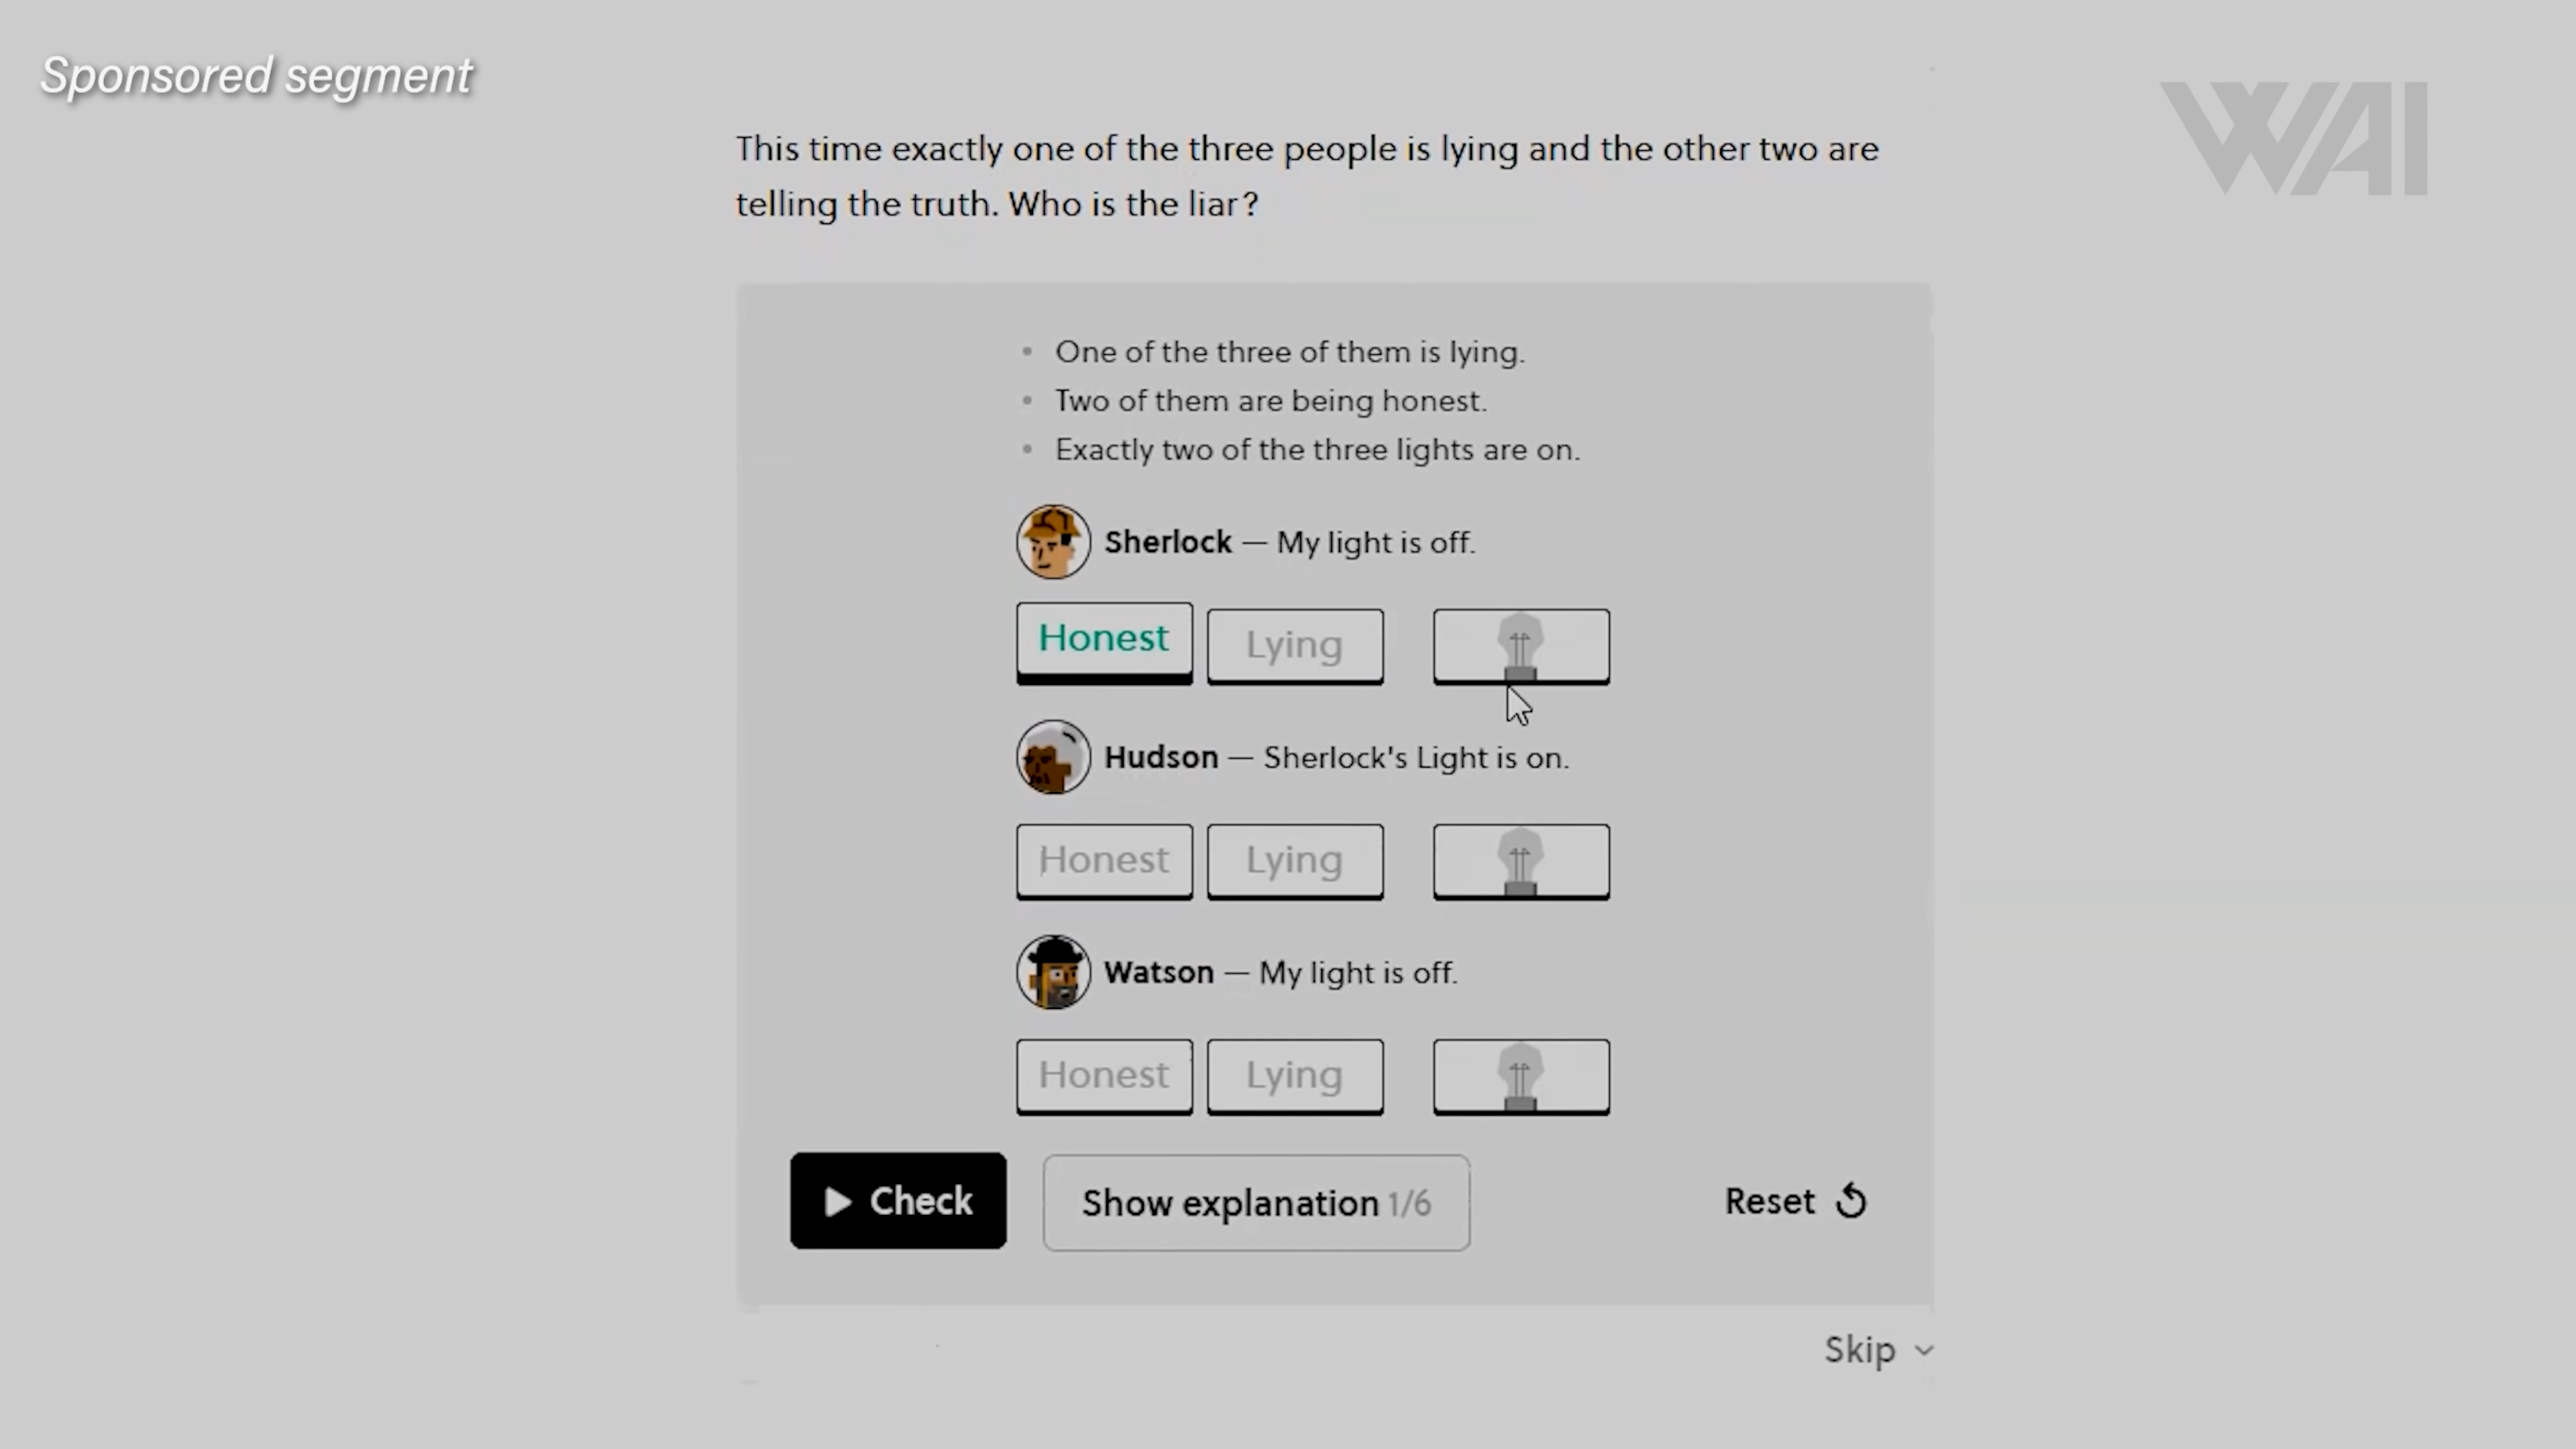 Sponsored segment
WAI
This time exactly one of the three people is lying and the other two are
telling the truth. Who is the liar?
• One of the three of them is lying.
• Two of them are being honest.
• Exactly two of the three lights are on.
Sherlock — My light is off.
Honest Lying
Hudson — Sherlock's Light is on.
Honest Lying
Watson — My light is off.
Honest Lying
Check Show explanation 1/6 Reset
Skip